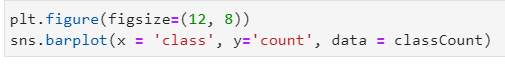 plt.figure(figsize=(12, 8))
sns.barplot(x = 'class', y='count', data = classCount)